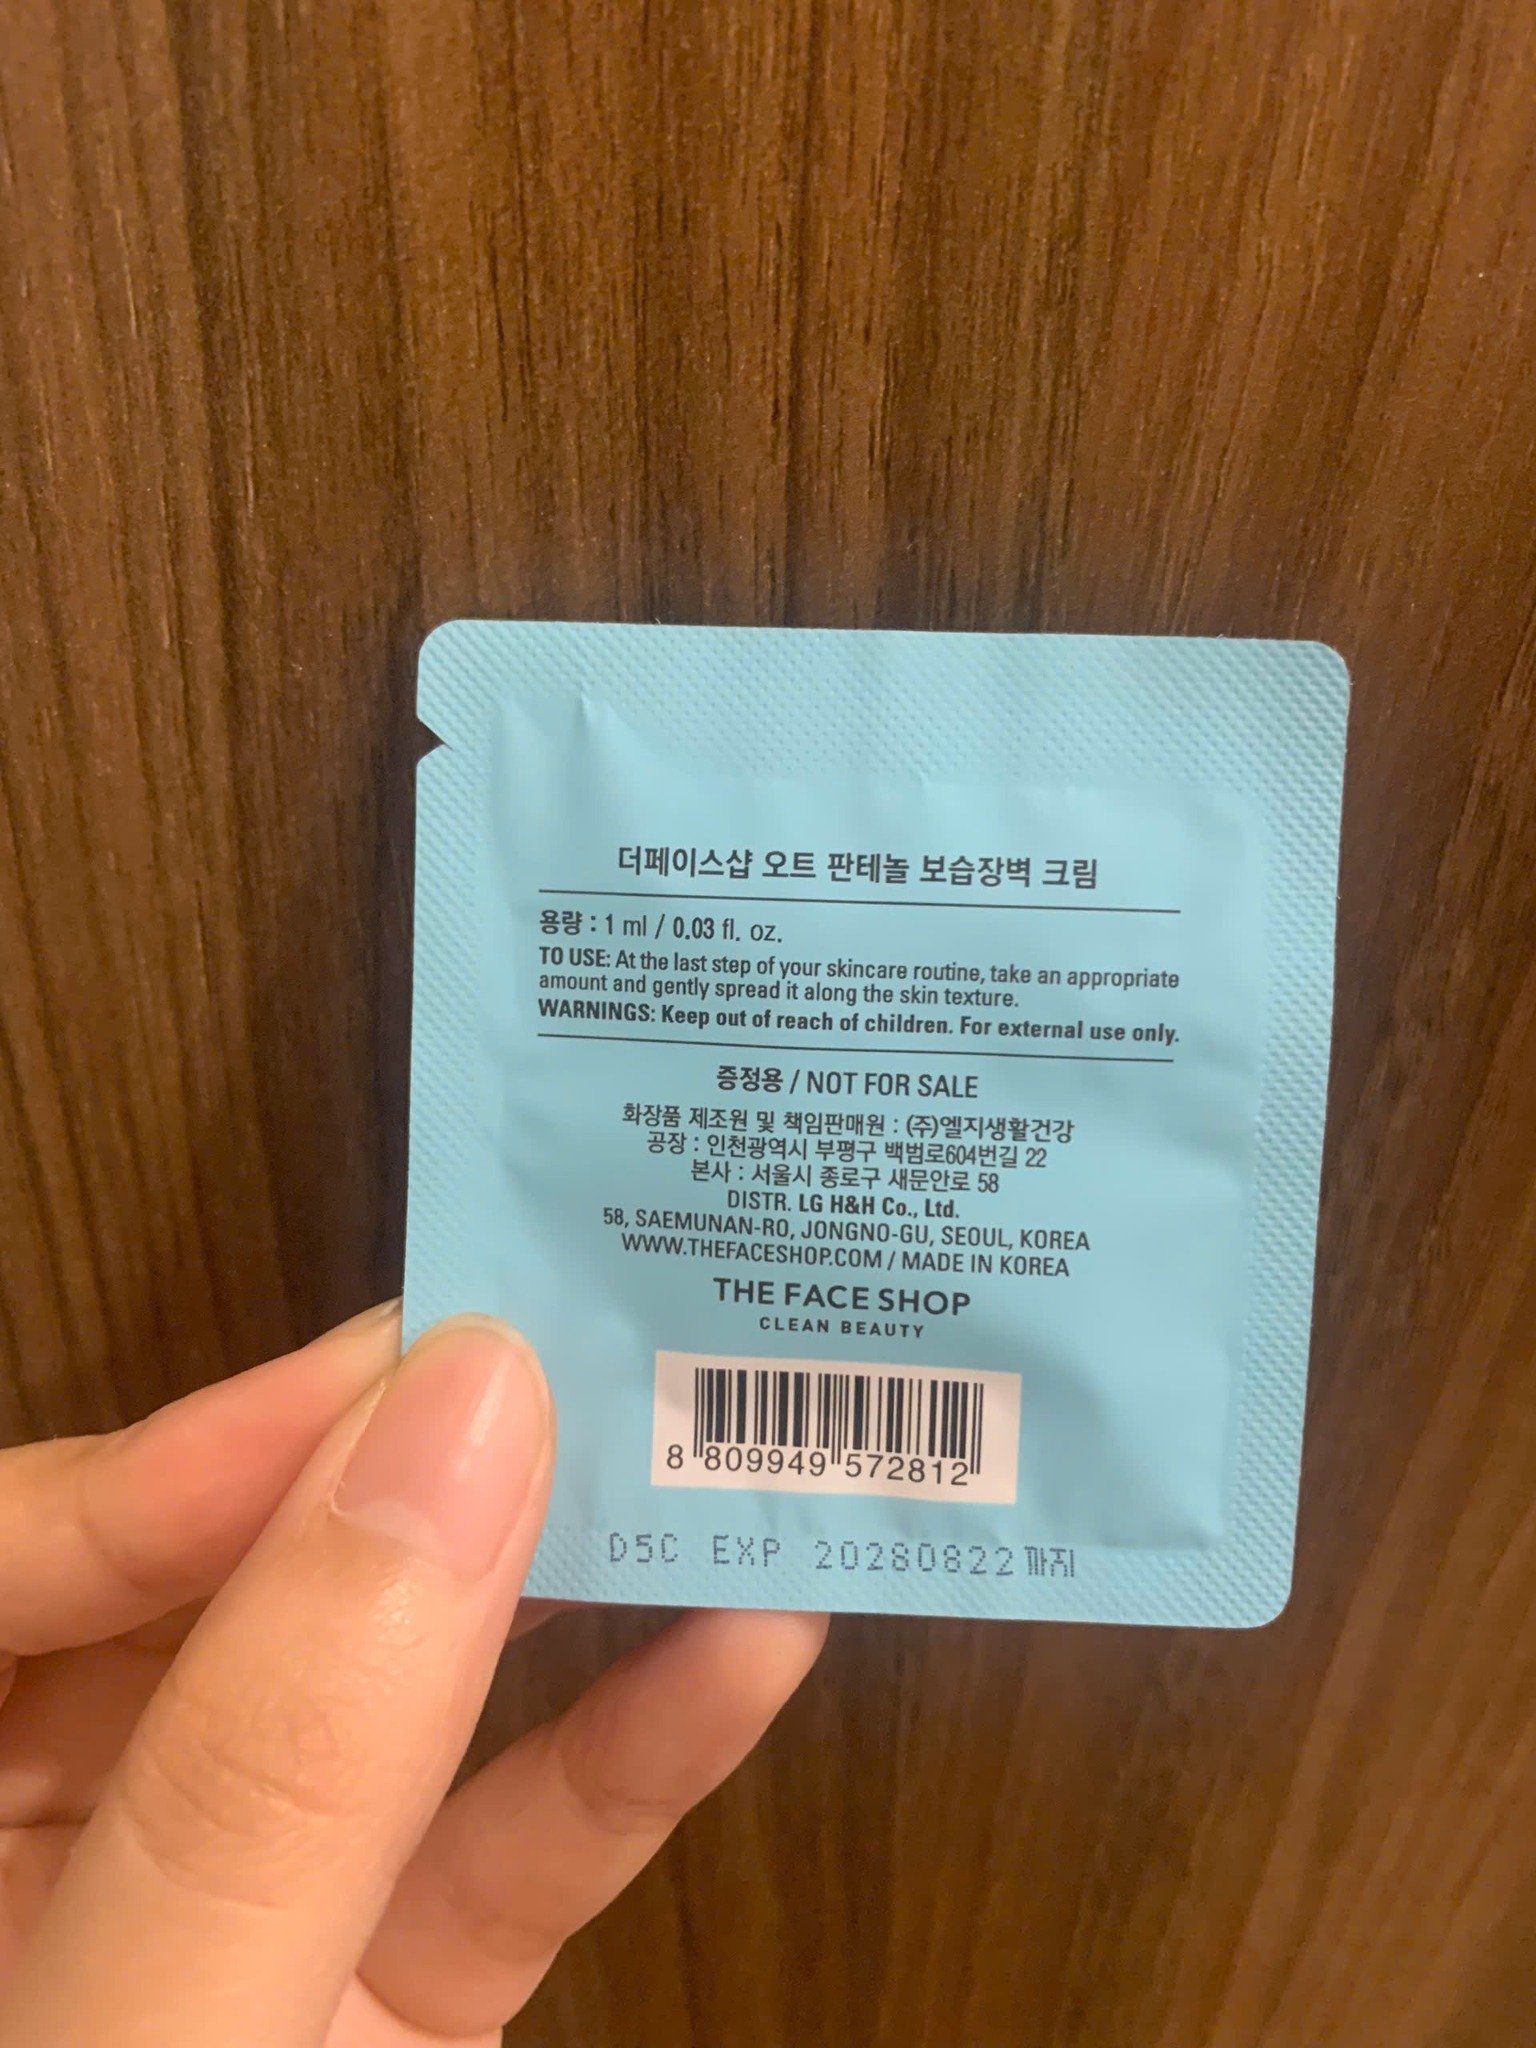 더페이스샵 오트 판테놀 보습장벽 크림
용량 : 1 ml / 0.03 fl. oz.
TO USE: At the last step of your skincare routine, take an appropriate
amount and gently spread it along the skin texture.
WARNINGS: Keep out of reach of children. For external use only.
증정용 / NOT FOR SALE
화장품 제조원 및 책임판매원 : (주)엘지생활건강
공장 : 인천광역시 부평구 백범로604번길 22
본사 : 서울시 종로구 새문안로 58
DISTR. LG H&H Co., Ltd.
58, SAEMUNAN-RO, JONGNO-GU, SEOUL, KOREA
WWW.THEFACESHOP.COM / MADE IN KOREA
THE FACE SHOP
CLEAN BEAUTY
8 809949 572812
D5C EXP 20280822까지